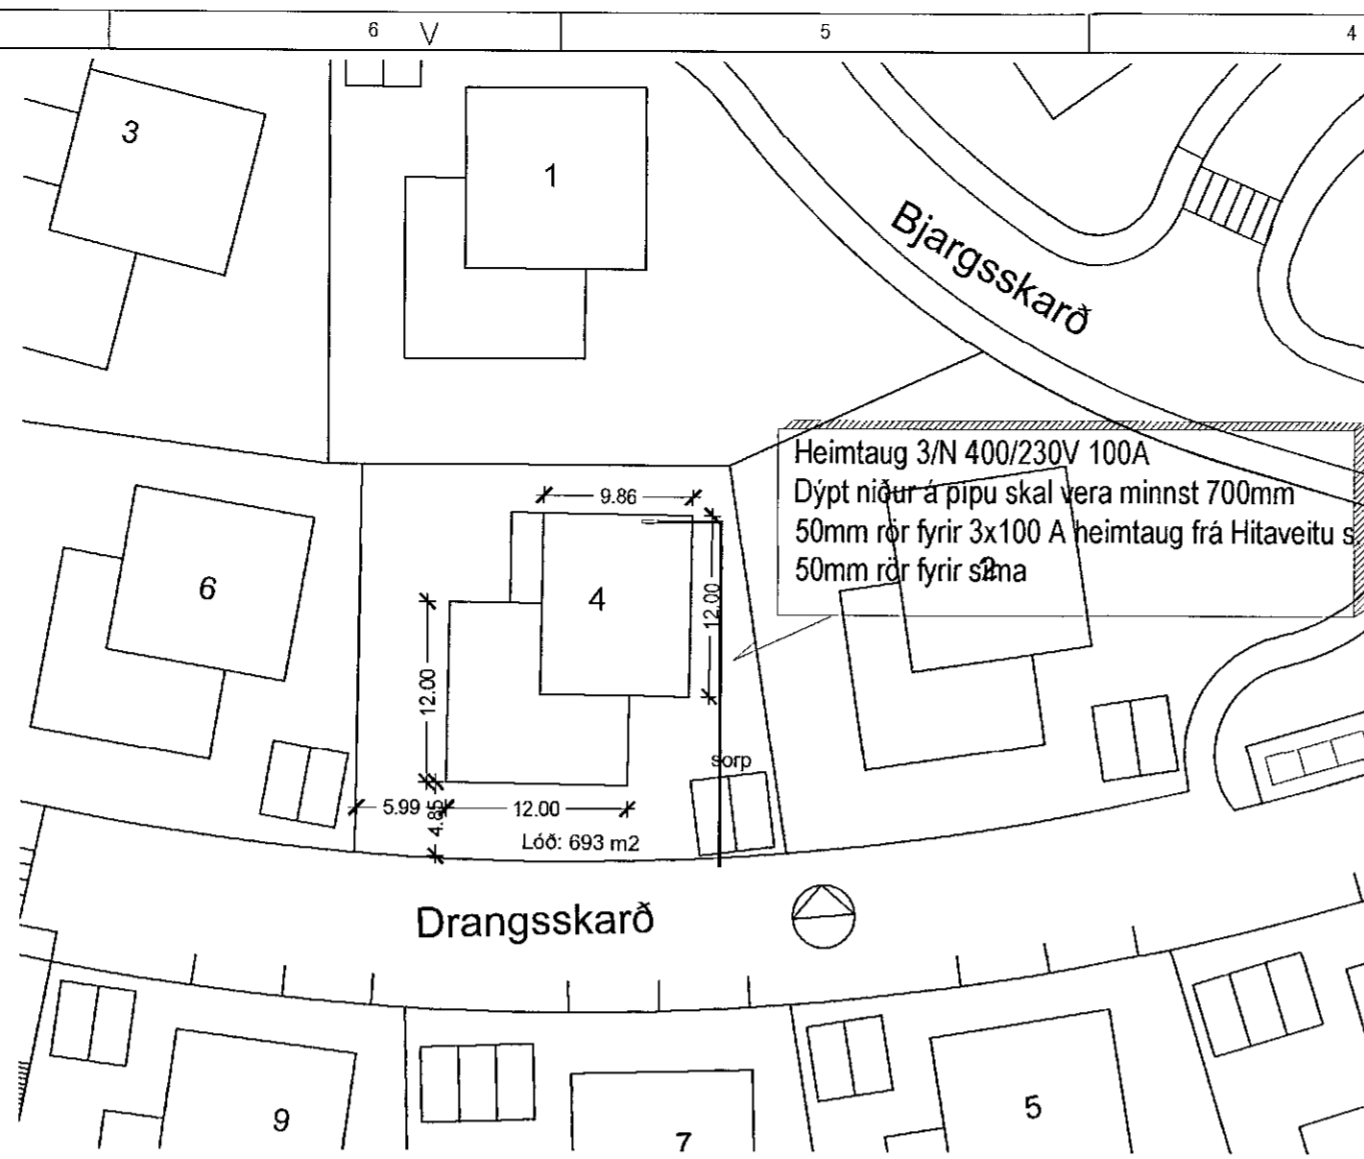 6 V 5 4
3
1
Bjargsskarð
Heimtaug 3/N 400/230V 100A
Dýpt niður á pípu skal vera minnst 700mm
50mm rör fyrir 3x100 A heimtaug frá Hitaveitu s.
50mm rör fyrir síma
2
9.86
12.00
6
4
12.00
sorp
5.99
4.85
12.00
Lóð: 693 m2
Drangsskarð
9
7
5